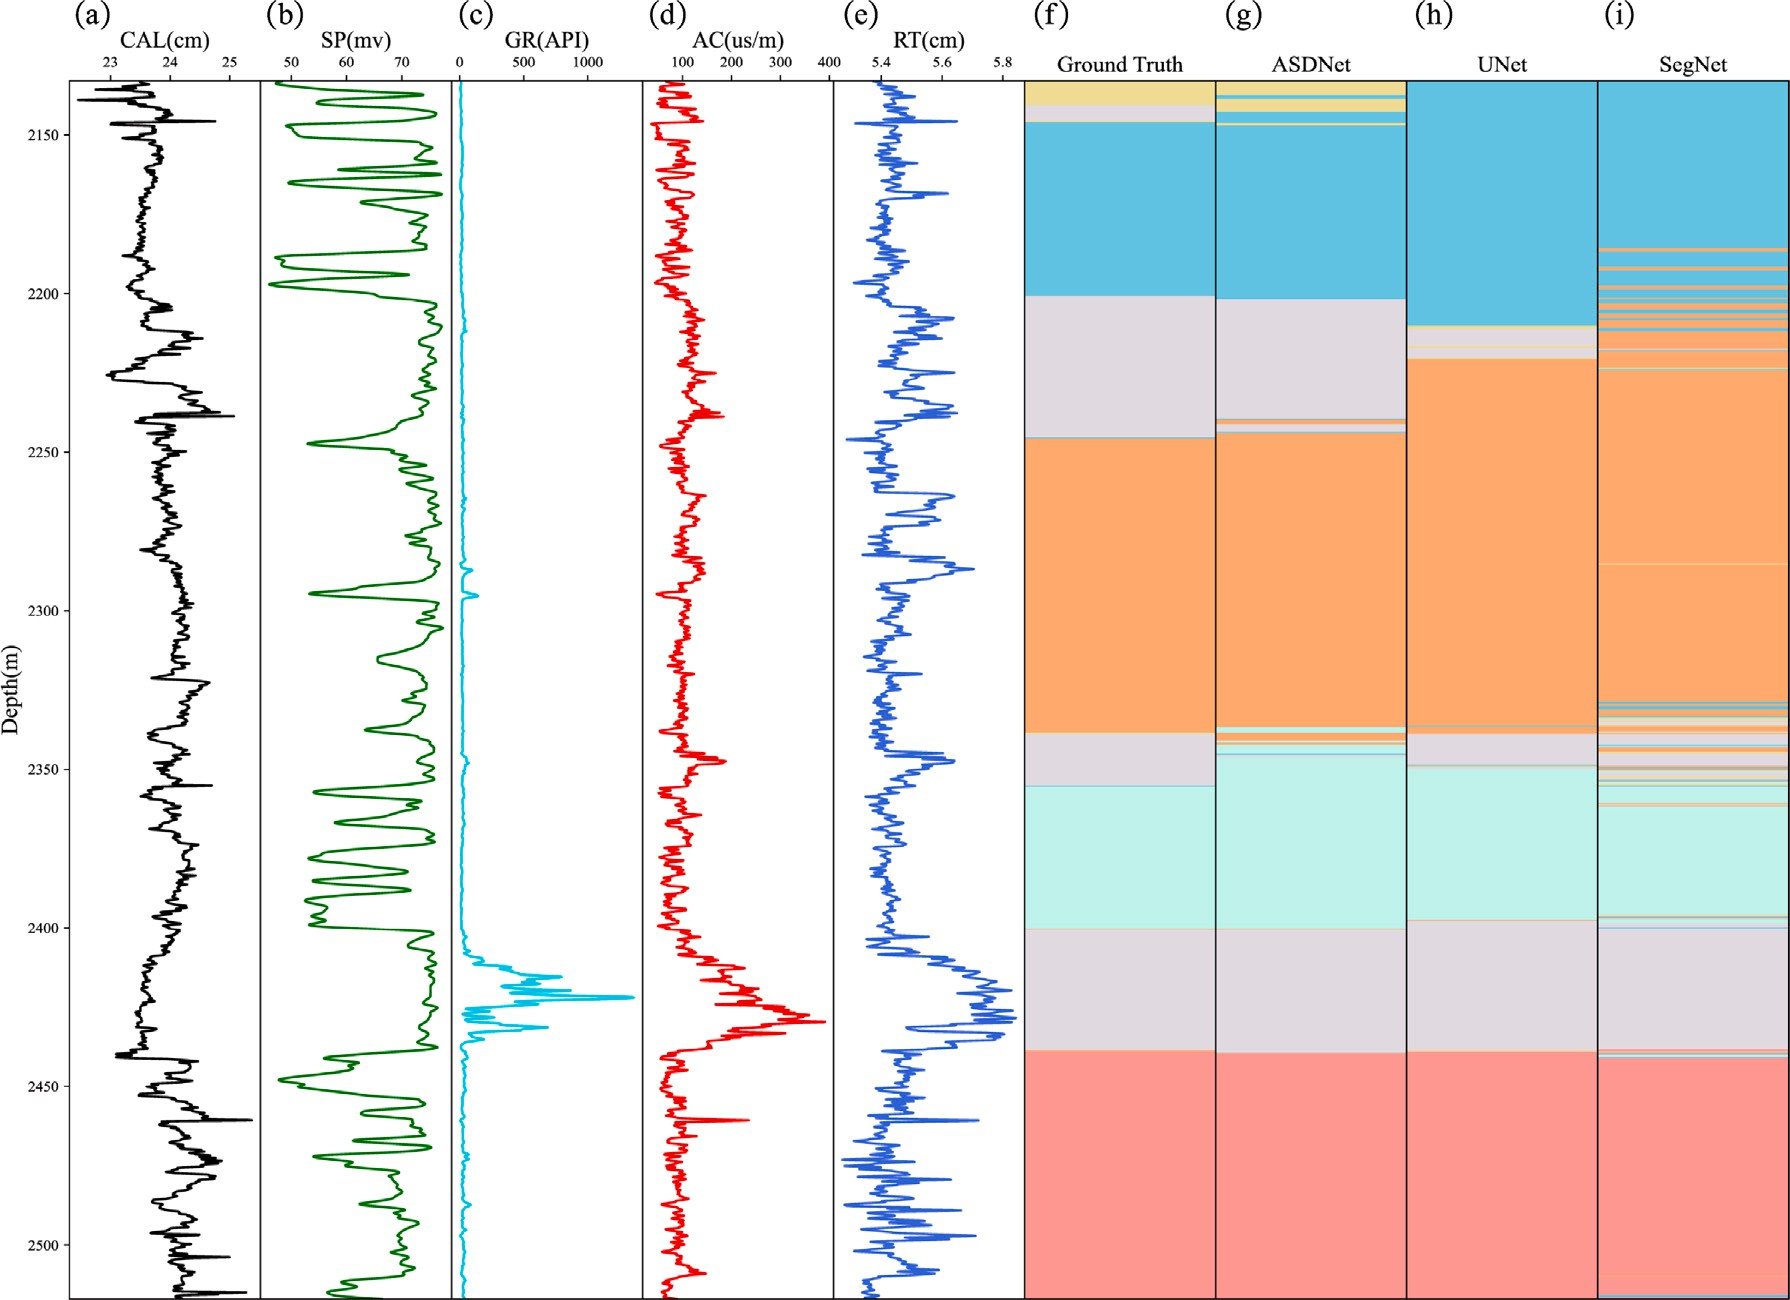 (a) (b) (c) (d) (e) (f) (g) (h) (i)
CAL(cm) SP(mv) GR(API) AC(us/m) RT(cm) Ground Truth ASDNet UNet SegNet
23 24 25 50 60 70 0 500 1000 100 200 300 400 5.4 5.6 5.8
Depth(m)
2150
2200
2250
2300
2350
2400
2450
2500